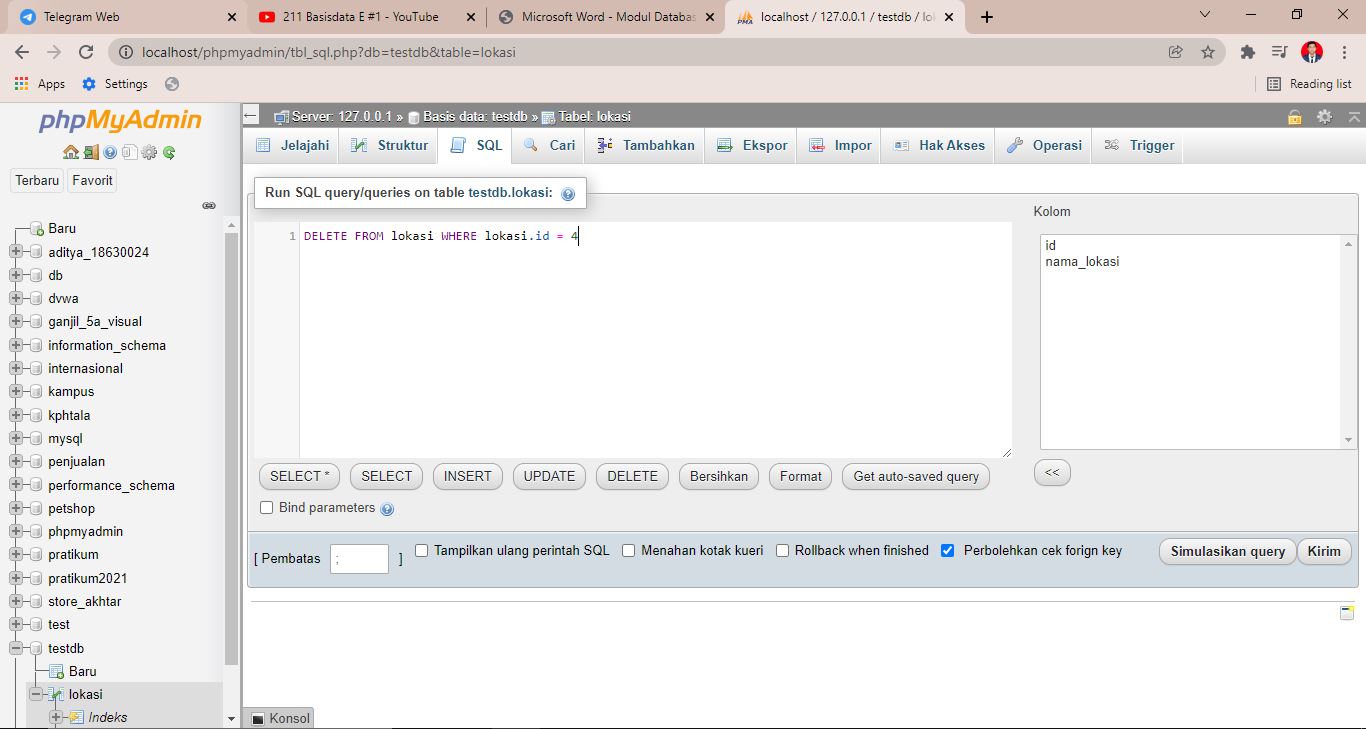 Telegram Web
211 Basisdata E #1 - YouTube
Microsoft Word - Modul Databas
localhost / 127.0.0.1 / testdb / lol
localhost/phpmyadmin/tbl_sql.php?db=testdb&table=lokasi
Apps
Settings
Reading list
phpMyAdmin
Terbaru
Favorit
Baru
aditya_18630024
db
dvwa
ganjil_5a_visual
information_schema
internasional
kampus
kphtala
mysql
penjualan
performance_schema
petshop
phpmyadmin
pratikum
pratikum2021
store_akhtar
test
testdb
Baru
lokasi
Indeks
Server: 127.0.0.1 » Basis data: testdb » Tabel: lokasi
Jelajahi
Struktur
SQL
Cari
Tambahkan
Ekspor
Impor
Hak Akses
Operasi
Trigger
Run SQL query/queries on table testdb.lokasi:
1 DELETE FROM lokasi WHERE lokasi.id = 4
Kolom
id
nama_lokasi
SELECT *
SELECT
INSERT
UPDATE
DELETE
Bersihkan
Format
Get auto-saved query
<<
Bind parameters
[ Pembatas ; ]
Tampilkan ulang perintah SQL
Menahan kotak kueri
Rollback when finished
Perbolehkan cek forign key
Simulasikan query
Kirim
Konsol